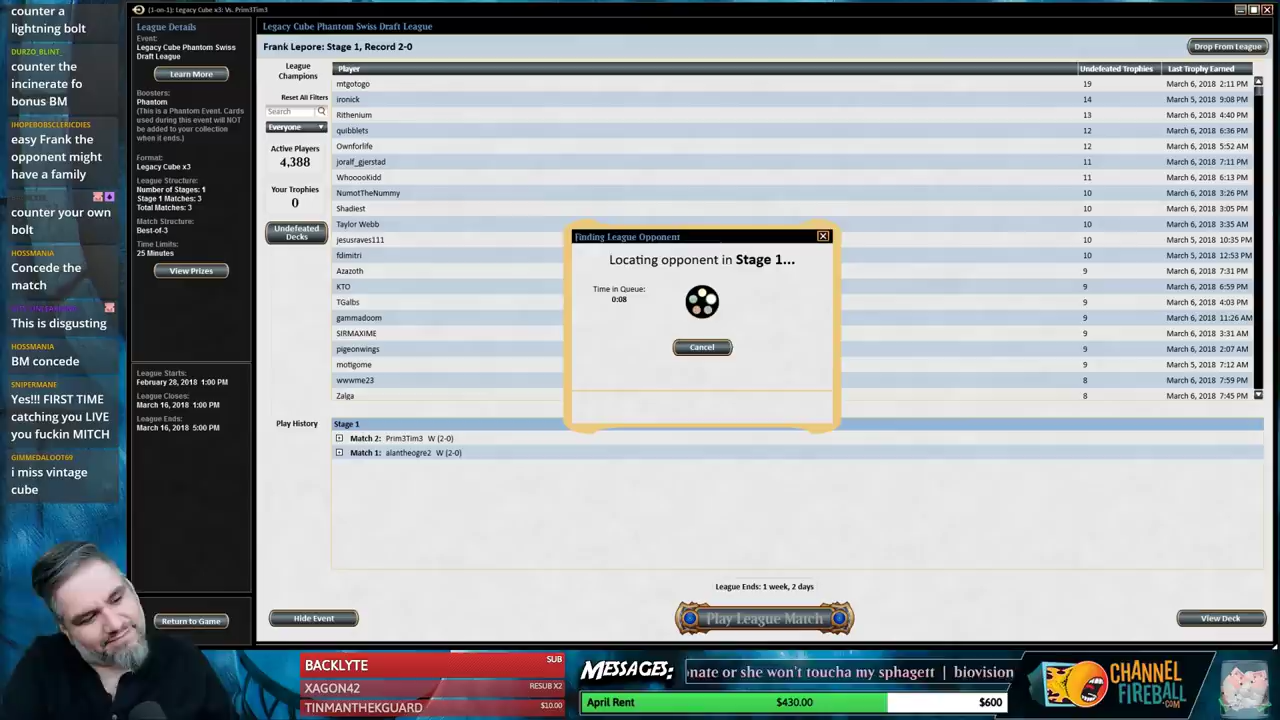 counter a
lightning bolt
DURZO_BLINT_
counter the
incinerate fo
bonus BM
IHOPEBOBSCLERICDIES
easy Frank the
opponent might
have a family
counter your own
bolt
HOSSMANIA
Concede the
match
This is disgusting
HOSSMANIA
BM concede
SNIPERMANE
Yes!!! FIRST TIME
catching you LIVE
you fuckin MITCH
GIMMEDALOOT69
i miss vintage
cube
(1-on-1): Legacy Cube x3: Vs. Prim3Tim3
League Details
Event:
Legacy Cube Phantom Swiss
Draft League
Learn More
Boosters:
Phantom
(This is a Phantom Event. Cards
used during this event will NOT
be added to your collection
when it ends.)
Format:
Legacy Cube x3
League Structure:
Number of Stages: 1
Stage 1 Matches: 3
Total Matches: 3
Match Structure:
Best-of-3
Time Limits:
25 Minutes
View Prizes
League Starts:
February 28, 2018 1:00 PM
League Closes:
March 16, 2018 1:00 PM
League Ends:
March 16, 2018 5:00 PM
Return to Game
Legacy Cube Phantom Swiss Draft League
Frank Lepore: Stage 1, Record 2-0
Drop From League
League
Champions
Reset All Filters
Search
Everyone
Active Players
4,388
Your Trophies
0
Undefeated
Decks
Player Undefeated Trophies Last Trophy Earned
mtgotogo 19 March 6, 2018 2:11 PM
ironick 14 March 5, 2018 9:08 PM
Rithenium 13 March 6, 2018 4:40 PM
quibblets 12 March 6, 2018 6:36 PM
Ownforlife 12 March 6, 2018 5:52 AM
joralf_gjerstad 11 March 6, 2018 7:11 PM
WhooooKidd 11 March 6, 2018 6:13 PM
NumotTheNummy 10 March 6, 2018 3:26 PM
Shadiest 10 March 6, 2018 3:05 PM
Taylor Webb 10 March 6, 2018 3:35 AM
jesusraves111 10 March 5, 2018 10:35 PM
fdimitri 10 March 5, 2018 12:53 PM
Azazoth 9 March 6, 2018 7:31 PM
KTO 9 March 6, 2018 6:59 PM
TGalbs 9 March 6, 2018 4:03 PM
gammadoom 9 March 6, 2018 11:26 AM
SIRMAXIME 9 March 6, 2018 3:31 AM
pigeonwings 9 March 6, 2018 2:07 AM
motigome 9 March 5, 2018 7:12 AM
wwwme23 8 March 6, 2018 7:59 PM
Zalga 8 March 6, 2018 7:45 PM
Finding League Opponent
Locating opponent in Stage 1...
Time in Queue:
0:08
Cancel
Play History
Stage 1
Match 2: Prim3Tim3 W (2-0)
Match 1: alantheogre2 W (2-0)
League Ends: 1 week, 2 days
Hide Event
Play League Match
View Deck
BACKLYTE SUB
XAGON42 RESUB X2
TINMANTHEKGUARD $10.00
MESSAGES:
nate or she won't toucha my sphagett | biovision
April Rent $430.00 $600
CHANNEL
FIREBALL
.COM